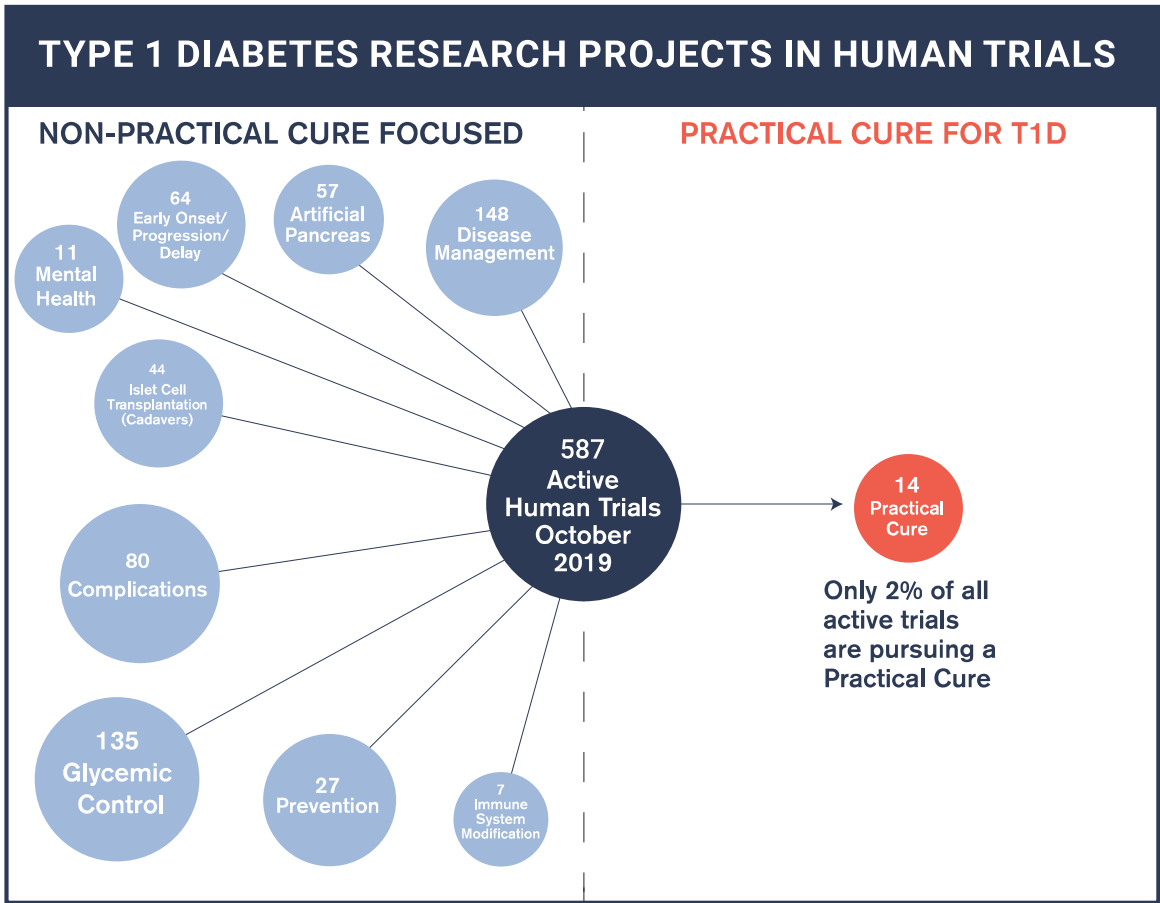 TYPE 1 DIABETES RESEARCH PROJECTS IN HUMAN TRIALS
NON-PRACTICAL CURE FOCUSED
PRACTICAL CURE FOR T1D
64
Early Onset/
Progression/
Delay
57
Artificial
Pancreas
148
Disease
Management
11
Mental
Health
44
Islet Cell
Transplantation
(Cadavers)
587
Active
Human Trials
October
2019
14
Practical
Cure
Only 2% of all
active trials
are pursuing a
Practical Cure
80
Complications
135
Glycemic
Control
27
Prevention
7
Immune
System
Modification